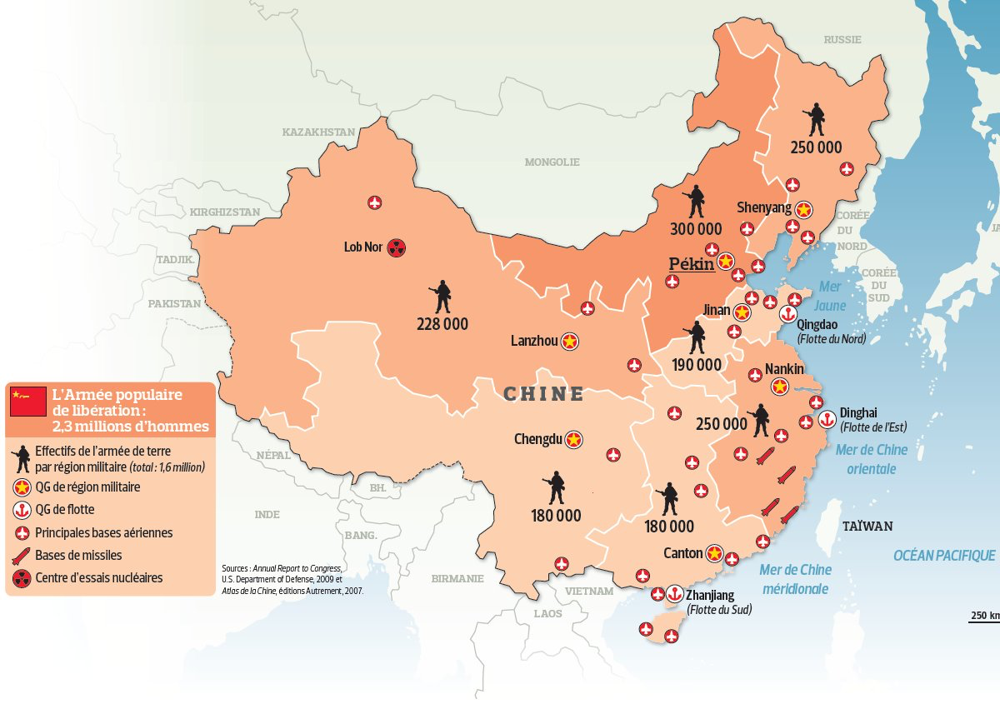 RUSSIE
KAZAKHSTAN
MONGOLIE
250 000
KIRGHIZSTAN
Shenyang
300 000
CORÉE
DU
NORD
Lob Nor
TADJIK.
Pékin
CORÉE
DU
SUD
JA
PAKISTAN
Mer
Jaune
228 000
Jinan
Qingdao
(Flotte du Nord)
Lanzhou
190 000
Nankin
CHINE
L'Armée populaire
de libération :
2,3 millions d'hommes
Effectifs de l'armée de terre
par région militaire (total : 1,6 million)
QG de région militaire
QG de flotte
Principales bases aériennes
Bases de missiles
Centre d'essais nucléaires
250 000
Dinghai
(Flotte de l'Est)
Chengdu
Mer de Chine
orientale
NÉPAL
BH.
INDE
BANG.
180 000
180 000
TAÏWAN
Canton
OCÉAN PACIFIQUE
Sources : Annual Report to Congress,
U.S. Department of Defense, 2009 et
Atlas de la Chine, éditions Autrement, 2007.
BIRMANIE
VIETNAM
LAOS
Mer de Chine
méridionale
Zhanjiang
(Flotte du Sud)
250 km